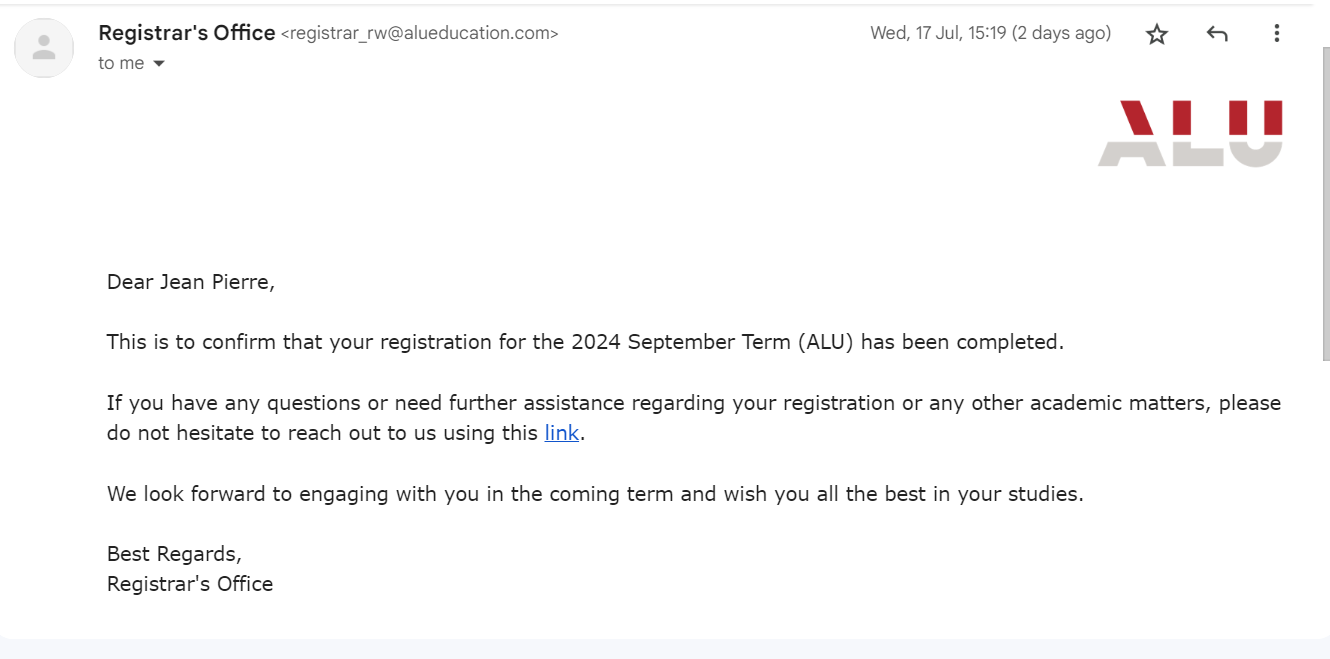 Registrar's Office <registrar_rw@alueducation.com> Wed, 17 Jul, 15:19 (2 days ago)
to me
ALU
Dear Jean Pierre,
This is to confirm that your registration for the 2024 September Term (ALU) has been completed.
If you have any questions or need further assistance regarding your registration or any other academic matters, please
do not hesitate to reach out to us using this link.
We look forward to engaging with you in the coming term and wish you all the best in your studies.
Best Regards,
Registrar's Office